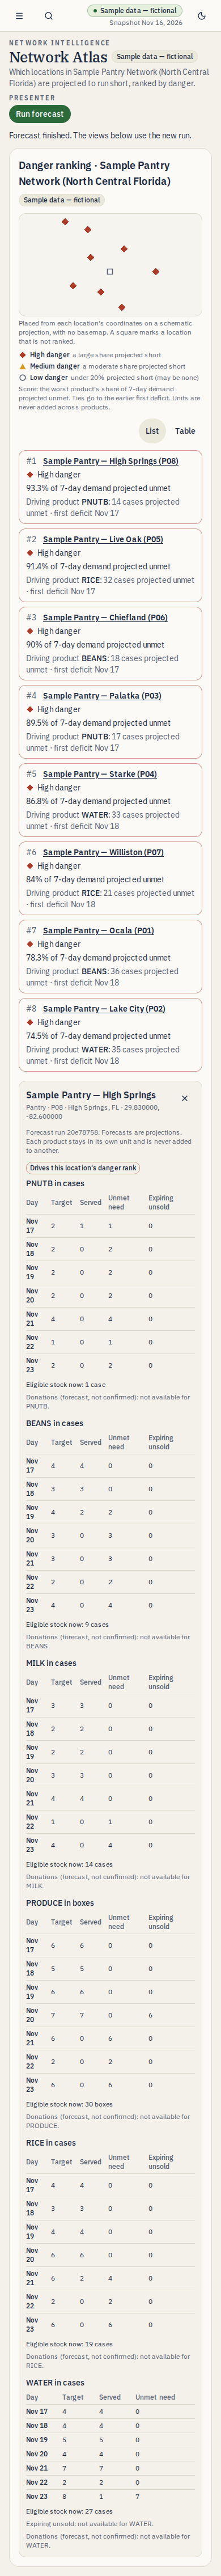 Sample data — fictional
Snapshot Nov 16, 2026
NETWORK INTELLIGENCE
Network Atlas
Sample data — fictional
Which locations in Sample Pantry Network (North Central
Florida) are projected to run short, ranked by danger.
PRESENTER
Run forecast
Forecast finished. The views below use the new run.
Danger ranking · Sample Pantry
Network (North Central Florida)
Sample data — fictional
Placed from each location's coordinates on a schematic
projection, with no basemap. A square marks a location
that is not ranked.
High danger a large share projected short
Medium danger a moderate share projected short
Low danger under 20% projected short (may be none)
Score: the worst product's share of 7-day demand
projected unmet. Ties go to the earlier first deficit. Units are
never added across products.
List
Table
#1 Sample Pantry — High Springs (P08)
High danger
93.3% of 7-day demand projected unmet
Driving product PNUTB: 14 cases projected
unmet · first deficit Nov 17
#2 Sample Pantry — Live Oak (P05)
High danger
91.4% of 7-day demand projected unmet
Driving product RICE: 32 cases projected unmet
· first deficit Nov 17
#3 Sample Pantry — Chiefland (P06)
High danger
90% of 7-day demand projected unmet
Driving product BEANS: 18 cases projected
unmet · first deficit Nov 17
#4 Sample Pantry — Palatka (P03)
High danger
89.5% of 7-day demand projected unmet
Driving product PNUTB: 17 cases projected
unmet · first deficit Nov 17
#5 Sample Pantry — Starke (P04)
High danger
86.8% of 7-day demand projected unmet
Driving product WATER: 33 cases projected
unmet · first deficit Nov 18
#6 Sample Pantry — Williston (P07)
High danger
84% of 7-day demand projected unmet
Driving product RICE: 21 cases projected unmet
· first deficit Nov 18
#7 Sample Pantry — Ocala (P01)
High danger
78.3% of 7-day demand projected unmet
Driving product BEANS: 36 cases projected
unmet · first deficit Nov 18
#8 Sample Pantry — Lake City (P02)
High danger
74.5% of 7-day demand projected unmet
Driving product WATER: 35 cases projected
unmet · first deficit Nov 18
Sample Pantry — High Springs
Pantry · P08 · High Springs, FL · 29.830000,
-82.600000
Forecast run 20e78758. Forecasts are projections.
Each product stays in its own unit and is never added
to another.
Drives this location's danger rank
PNUTB in cases
Day Target Served Unmet need Expiring unsold
Nov 17 2 1 1 0
Nov 18 2 0 2 0
Nov 19 2 0 2 0
Nov 20 2 0 2 0
Nov 21 4 0 4 0
Nov 22 1 0 1 0
Nov 23 2 0 2 0
Eligible stock now: 1 case
Donations (forecast, not confirmed): not available for
PNUTB.
BEANS in cases
Day Target Served Unmet need Expiring unsold
Nov 17 4 4 0 0
Nov 18 3 3 0 0
Nov 19 4 2 2 0
Nov 20 3 0 3 0
Nov 21 3 0 3 0
Nov 22 2 0 2 0
Nov 23 4 0 4 0
Eligible stock now: 9 cases
Donations (forecast, not confirmed): not available for
BEANS.
MILK in cases
Day Target Served Unmet need Expiring unsold
Nov 17 3 3 0 0
Nov 18 2 2 0 0
Nov 19 2 2 0 0
Nov 20 3 3 0 0
Nov 21 4 4 0 0
Nov 22 1 0 1 0
Nov 23 4 0 4 0
Eligible stock now: 14 cases
Donations (forecast, not confirmed): not available for
MILK.
PRODUCE in boxes
Day Target Served Unmet need Expiring unsold
Nov 17 6 6 0 0
Nov 18 5 5 0 0
Nov 19 6 6 0 0
Nov 20 7 7 0 6
Nov 21 6 0 6 0
Nov 22 2 0 2 0
Nov 23 6 0 6 0
Eligible stock now: 30 boxes
Donations (forecast, not confirmed): not available for
PRODUCE.
RICE in cases
Day Target Served Unmet need Expiring unsold
Nov 17 4 4 0 0
Nov 18 3 3 0 0
Nov 19 4 4 0 0
Nov 20 6 6 0 0
Nov 21 6 2 4 0
Nov 22 2 0 2 0
Nov 23 6 0 6 0
Eligible stock now: 19 cases
Donations (forecast, not confirmed): not available for
RICE.
WATER in cases
Day Target Served Unmet need
Nov 17 4 4 0
Nov 18 4 4 0
Nov 19 5 5 0
Nov 20 4 4 0
Nov 21 7 7 0
Nov 22 2 2 0
Nov 23 8 1 7
Eligible stock now: 27 cases
Expiring unsold: not available for WATER.
Donations (forecast, not confirmed): not available for
WATER.